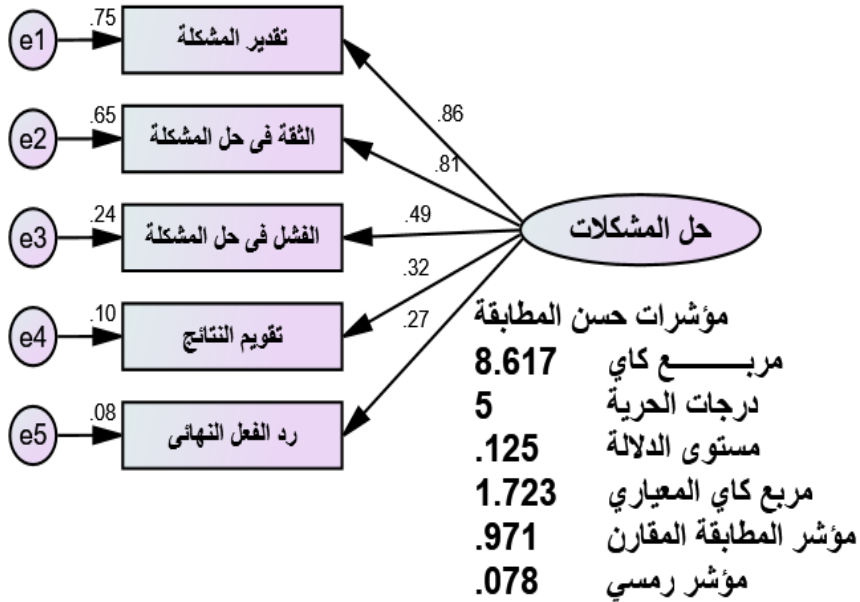 .75
e1
تقدير المشكلة
.86
.65
e2
الثقة فى حل المشكلة
.81
.24
e3
الفشل فى حل المشكلة
.49
حل المشكلات
.10
e4
تقويم النتائج
.32
.08
e5
رد الفعل النهائى
.27
مؤشرات حسن المطابقة
مربـــــــع كاي 8.617
درجات الحرية 5
مستوى الدلالة .125
مربع كاي المعياري 1.723
مؤشر المطابقة المقارن .971
مؤشر رمسي .078